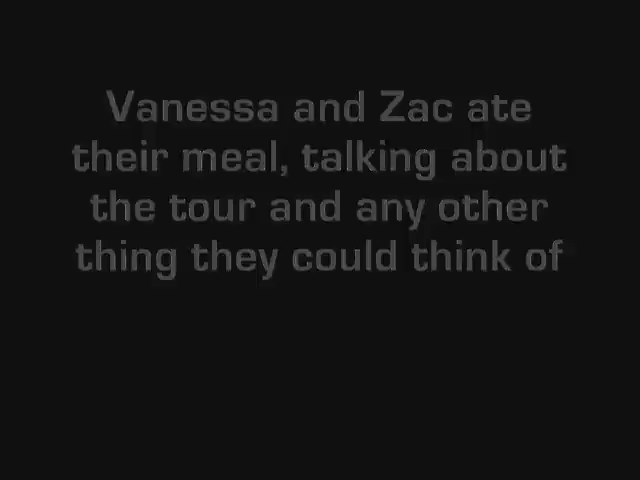 Vanessa and Zac ate
their meal, talking about
the tour and any other
thing they could think of